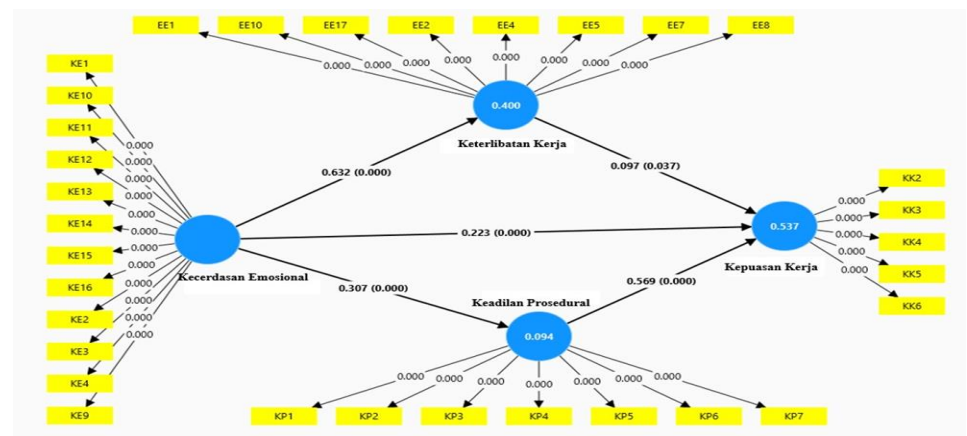 EE1 EE10 EE17 EE2 EE4 EE5 EE7 EE8
0.000 0.000 0.000 0.000 0.000 0.000 0.000 0.000
0.400
Keterlibatan Kerja
KE1
KE10
KE11
KE12
KE13
KE14
KE15
KE16
KE2
KE3
KE4
KE9
0.000
0.000
0.000
0.000
0.000
0.000
0.000
0.000
0.000
0.000
0.000
0.000
Kecerdasan Emosional
0.632 (0.000)
0.097 (0.037)
0.223 (0.000)
0.307 (0.000)
0.569 (0.000)
0.537
Kepuasan Kerja
0.000
0.000
0.000
0.000
0.000
KK2
KK3
KK4
KK5
KK6
Keadilan Prosedural
0.094
0.000 0.000 0.000 0.000 0.000 0.000 0.000
KP1 KP2 KP3 KP4 KP5 KP6 KP7